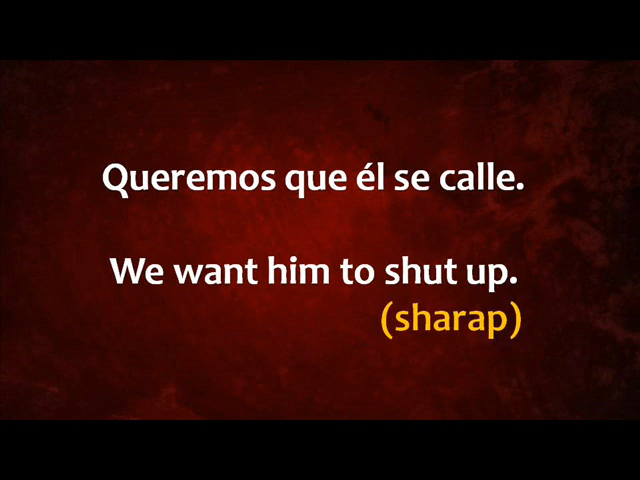 Queremos que él se calle.
We want him to shut up.
(sharap)